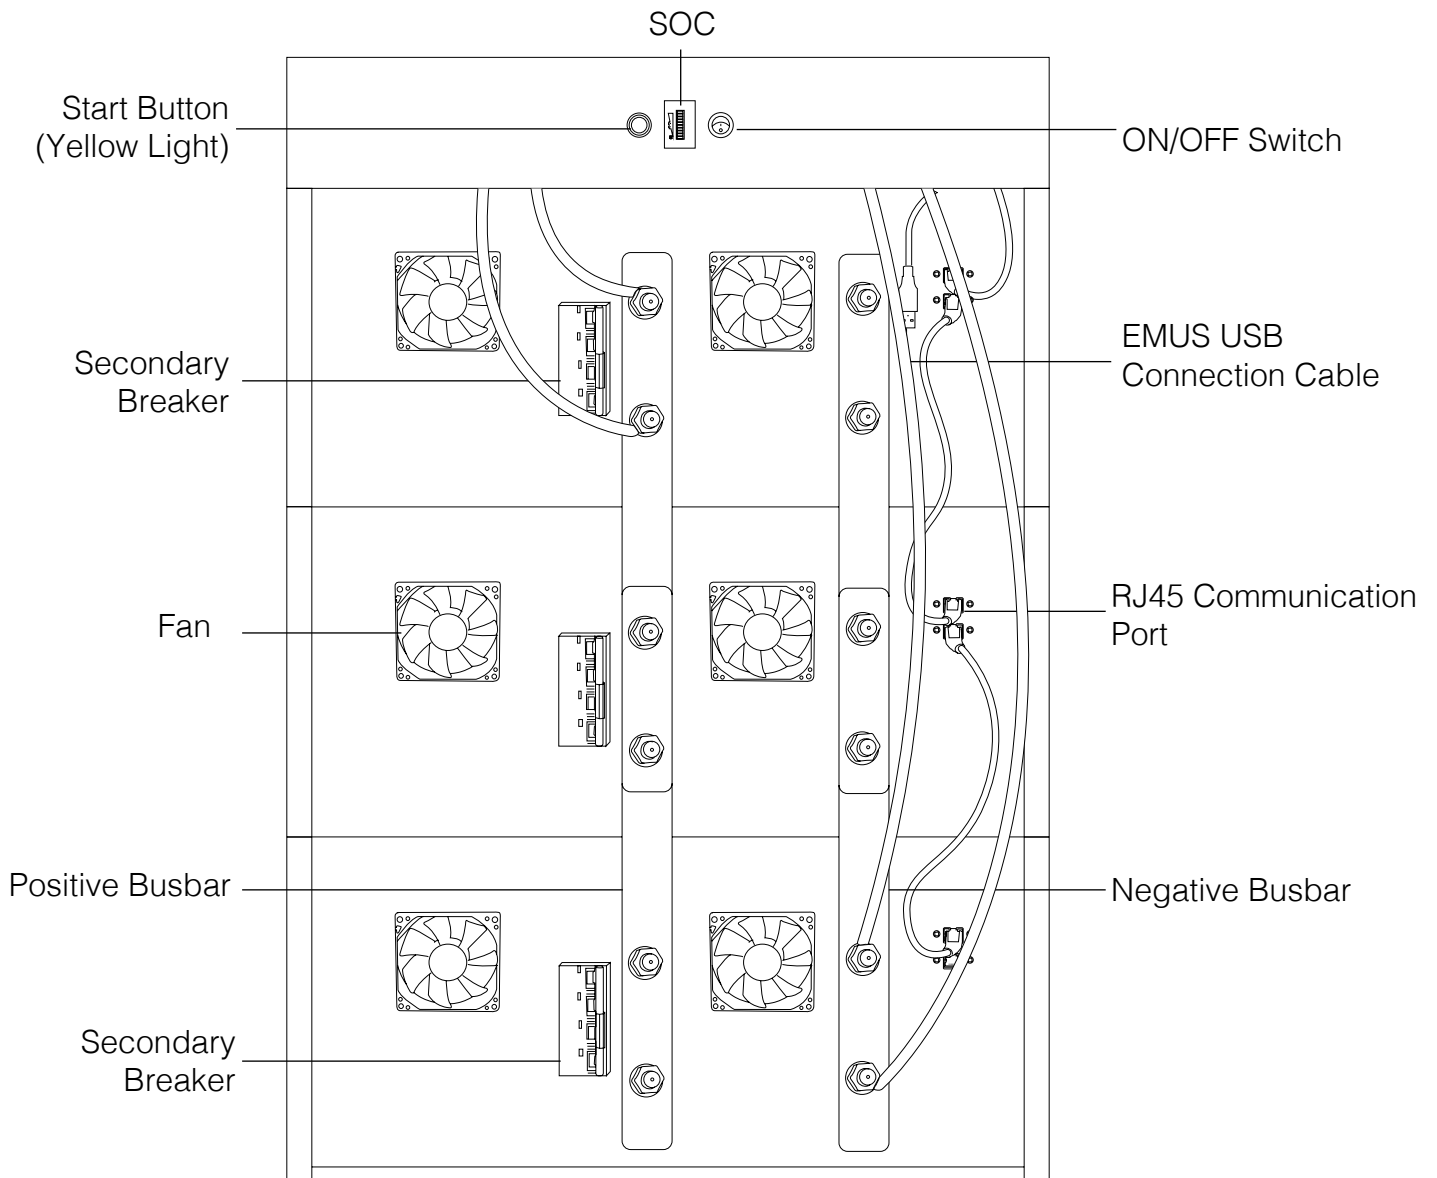 SOC
Start Button
(Yellow Light)
ON/OFF Switch
EMUS USB
Connection Cable
Secondary
Breaker
RJ45 Communication
Port
Fan
Positive Busbar
Negative Busbar
Secondary
Breaker